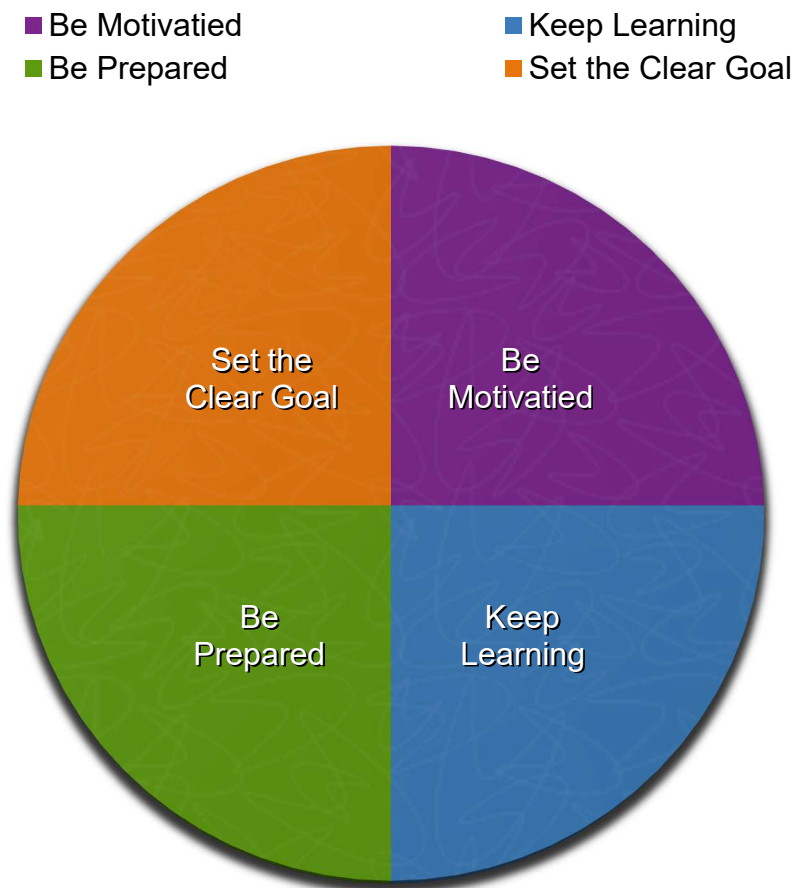 Be Motivatied
Keep Learning
Be Prepared
Set the Clear Goal
Set the
Clear Goal
Be
Motivatied
Be
Prepared
Keep
Learning